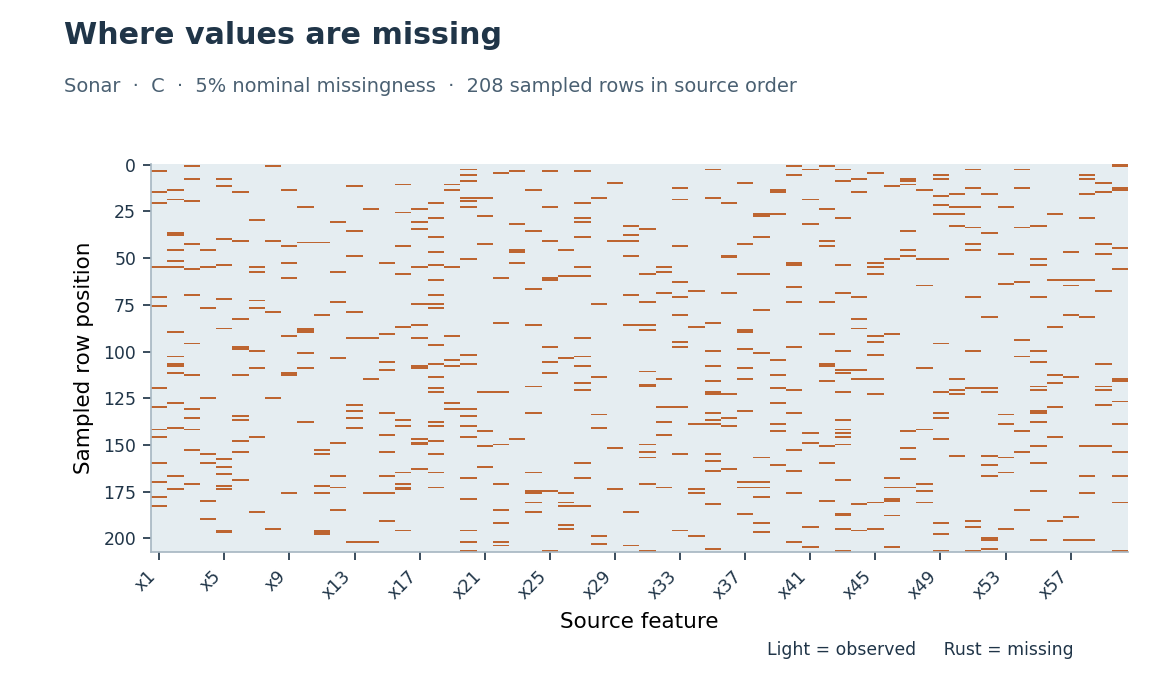 Where values are missing
Sonar · C · 5% nominal missingness · 208 sampled rows in source order
0
25
50
75
100
125
150
175
200
Sampled row position
x1 x5 x9 x13 x17 x21 x25 x29 x33 x37 x41 x45 x49 x53 x57
Source feature
Light = observed Rust = missing